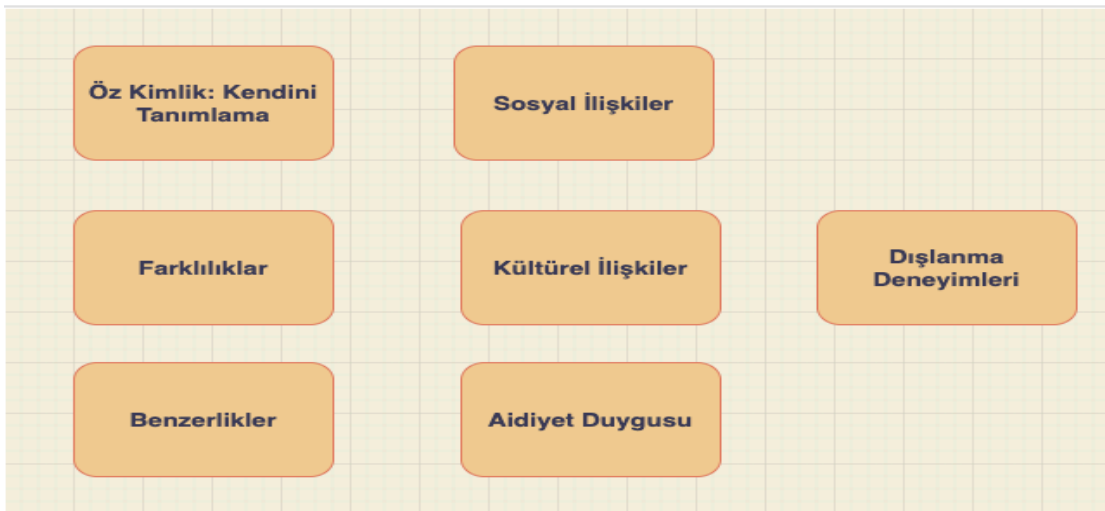 Öz Kimlik: Kendini
Tanımlama
Sosyal İlişkiler
Farklılıklar
Kültürel İlişkiler
Dışlanma
Deneyimleri
Benzerlikler
Aidiyet Duygusu